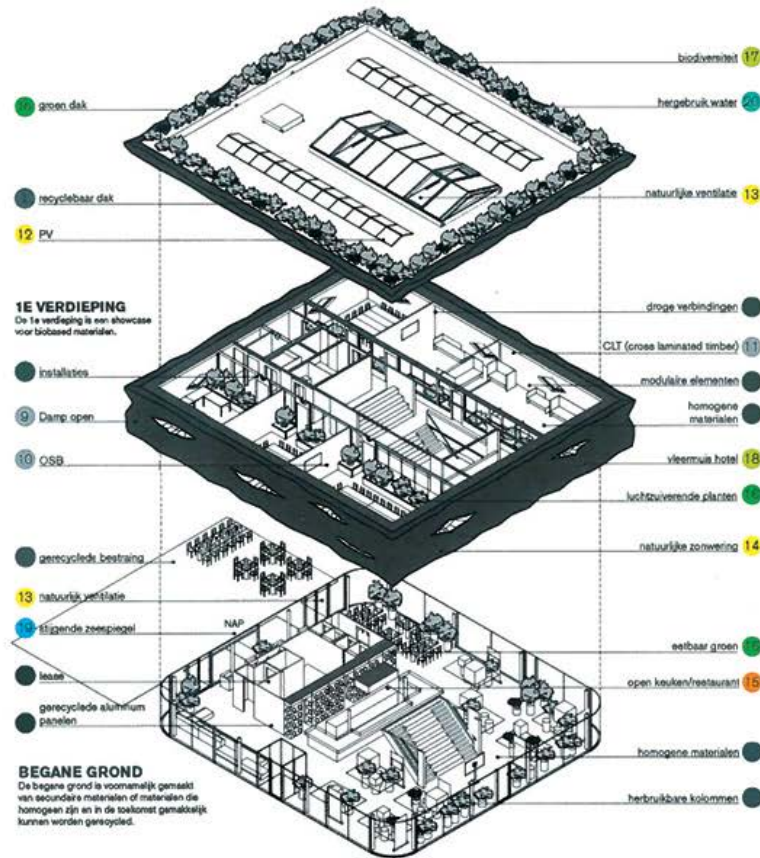 biodiversiteit 17
groen dak
hergebruik water 20
recyclebaar dak
natuurlijke ventilatie 13
12 PV
1E VERDIEPING
De 1e verdieping is een showcase
voor biobased materialen.
droge verbindingen
CLT (cross laminated timber) 11
installaties
modulaire elementen
9 Damp open
homogene
materialen
10 OSB
vleermuis hotel 18
luchtzuiverende planten 16
natuurlijke zonwering 14
gerecyclede bestraing
13 natuurlijk ventilatie
19 stijgende zeespiegel
NAP
eetbaar groen
lease
open keuken/restaurant 15
gerecyclede aluminium
panelen
homogene materialen
BEGANE GROND
De begane grond is voornamelijk gemaakt
van secundaire materialen of materialen die
homogeen zijn en in de toekomst gemakkelijk
kunnen worden gerecycled.
herbruikbare kolommen